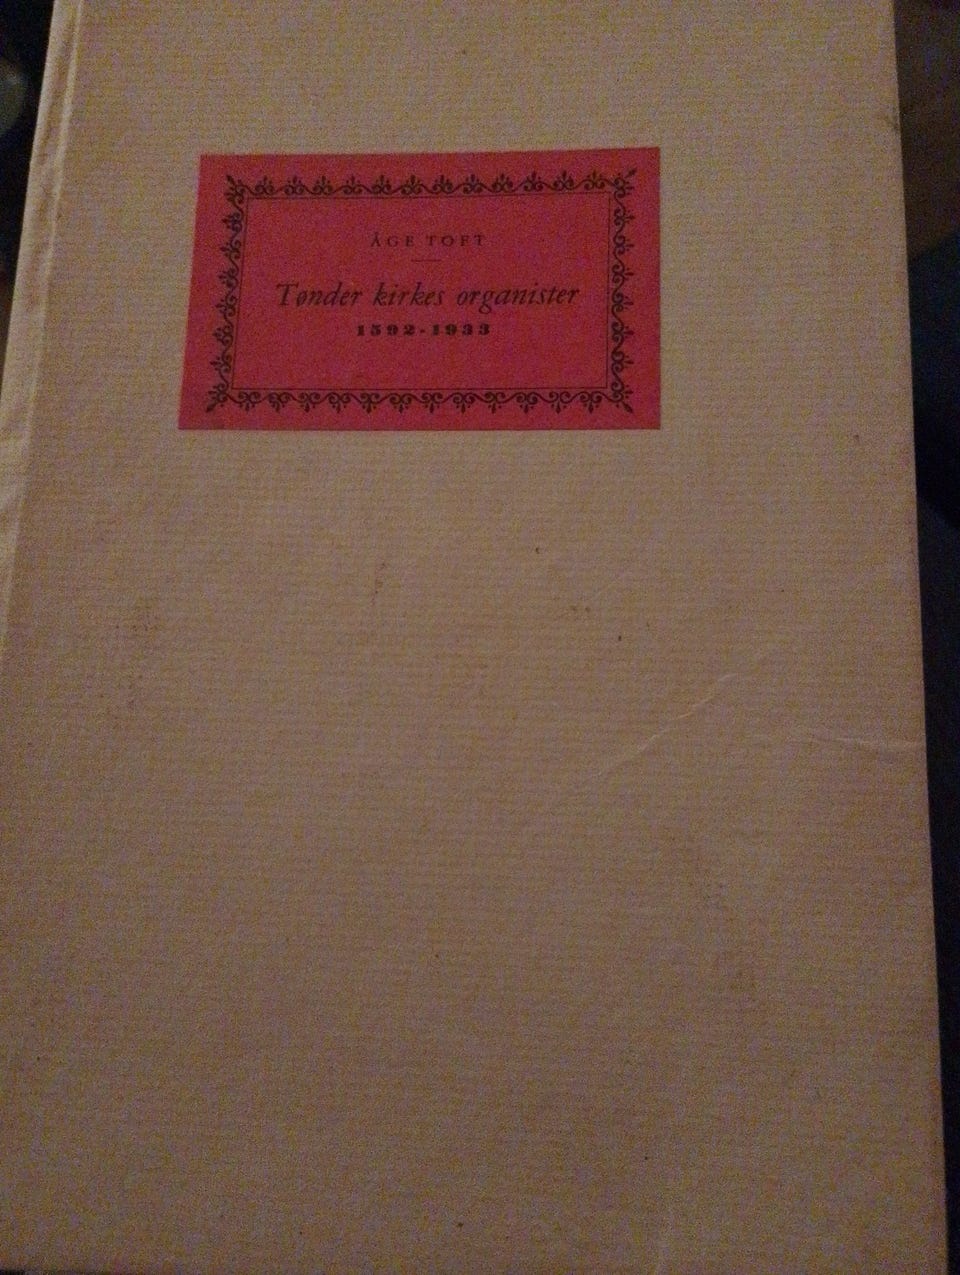 ÅGE TOFT
Tønder kirkes organister
1592-1933